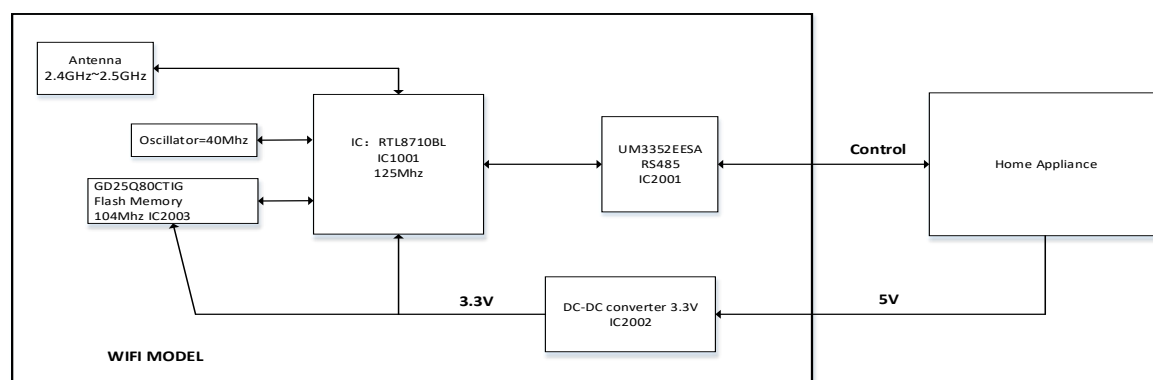 Antenna
2.4GHz~2.5GHz
Oscillator=40Mhz
GD25Q80CTIG
Flash Memory
104Mhz IC2003
IC：RTL8710BL
IC1001
125Mhz
UM3352EESA
RS485
IC2001
Control
Home Appliance
3.3V
DC-DC converter 3.3V
IC2002
5V
WIFI MODEL